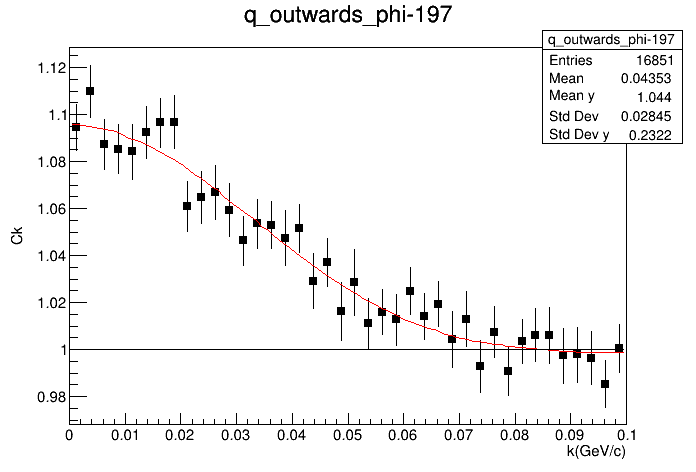 q_outwards_phi-197
q_outwards_phi-197
Entries 16851
Mean 0.04353
Mean y 1.044
Std Dev 0.02845
Std Dev y 0.2322
Ck
1.12
1.1
1.08
1.06
1.04
1.02
1
0.98
0 0.01 0.02 0.03 0.04 0.05 0.06 0.07 0.08 0.09 0.1
k(GeV/c)